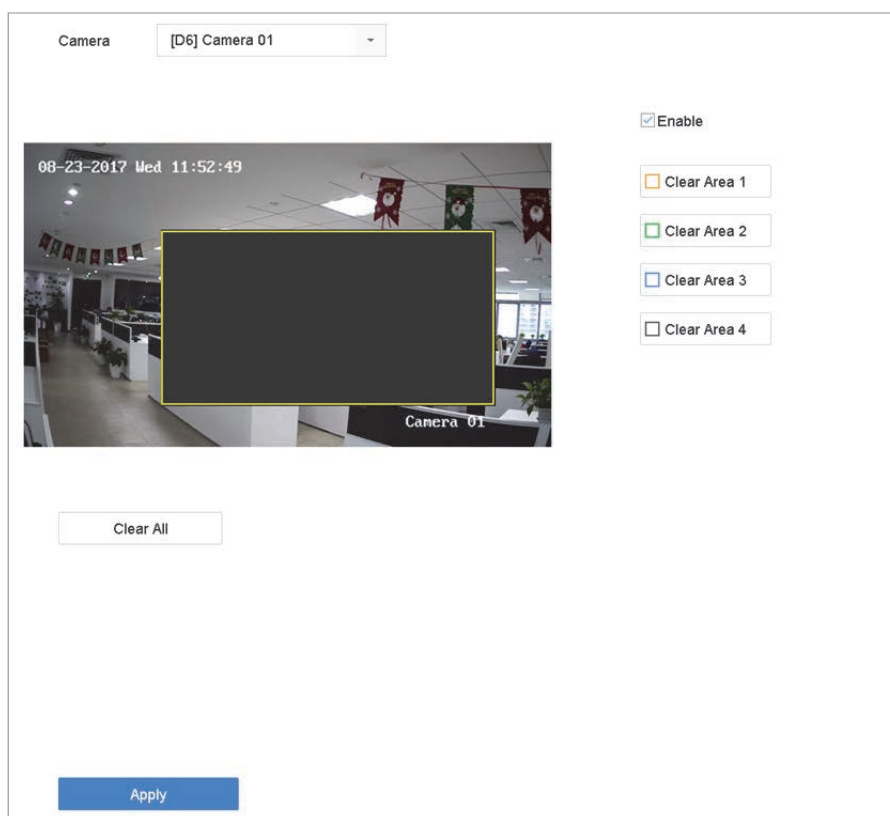 Camera
[D6] Camera 01
Enable
08-23-2017 Wed 11:52:49
Clear Area 1
Clear Area 2
Clear Area 3
Clear Area 4
Camera 01
Clear All
Apply